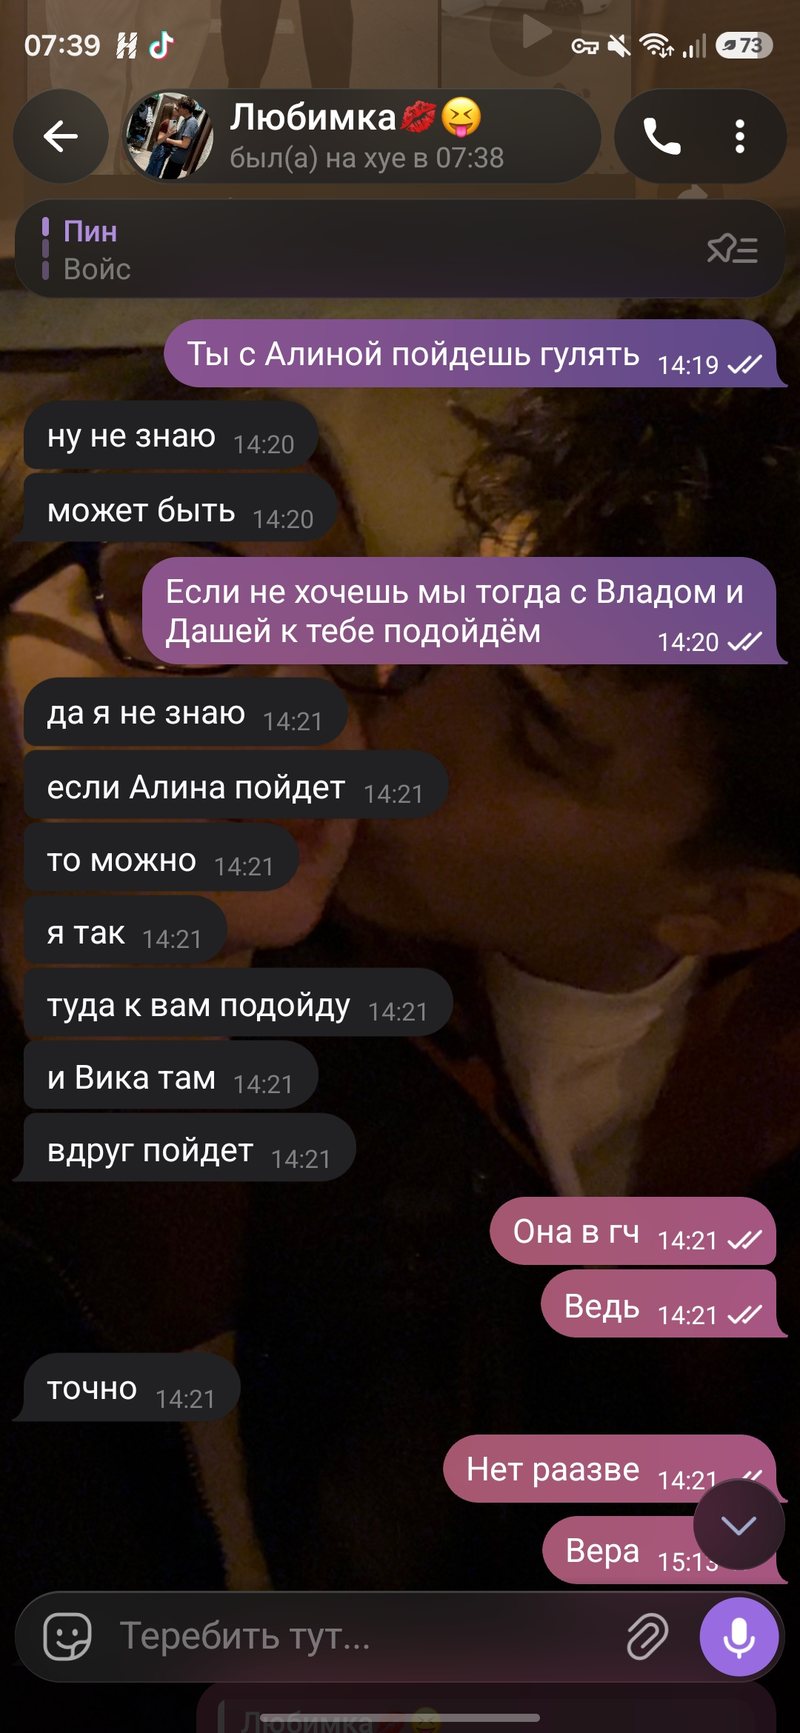 07:39
73
Любимка💋😝
был(а) на хуе в 07:38
Пин
Войс
Ты с Алиной пойдешь гулять 14:19
ну не знаю 14:20
может быть 14:20
Если не хочешь мы тогда с Владом и
Дашей к тебе подойдём 14:20
да я не знаю 14:21
если Алина пойдет 14:21
то можно 14:21
я так 14:21
туда к вам подойду 14:21
и Вика там 14:21
вдруг пойдет 14:21
Она в гч 14:21
Ведь 14:21
точно 14:21
Нет раазве 14:21
Вера 15:13
Теребить тут...
Любимка